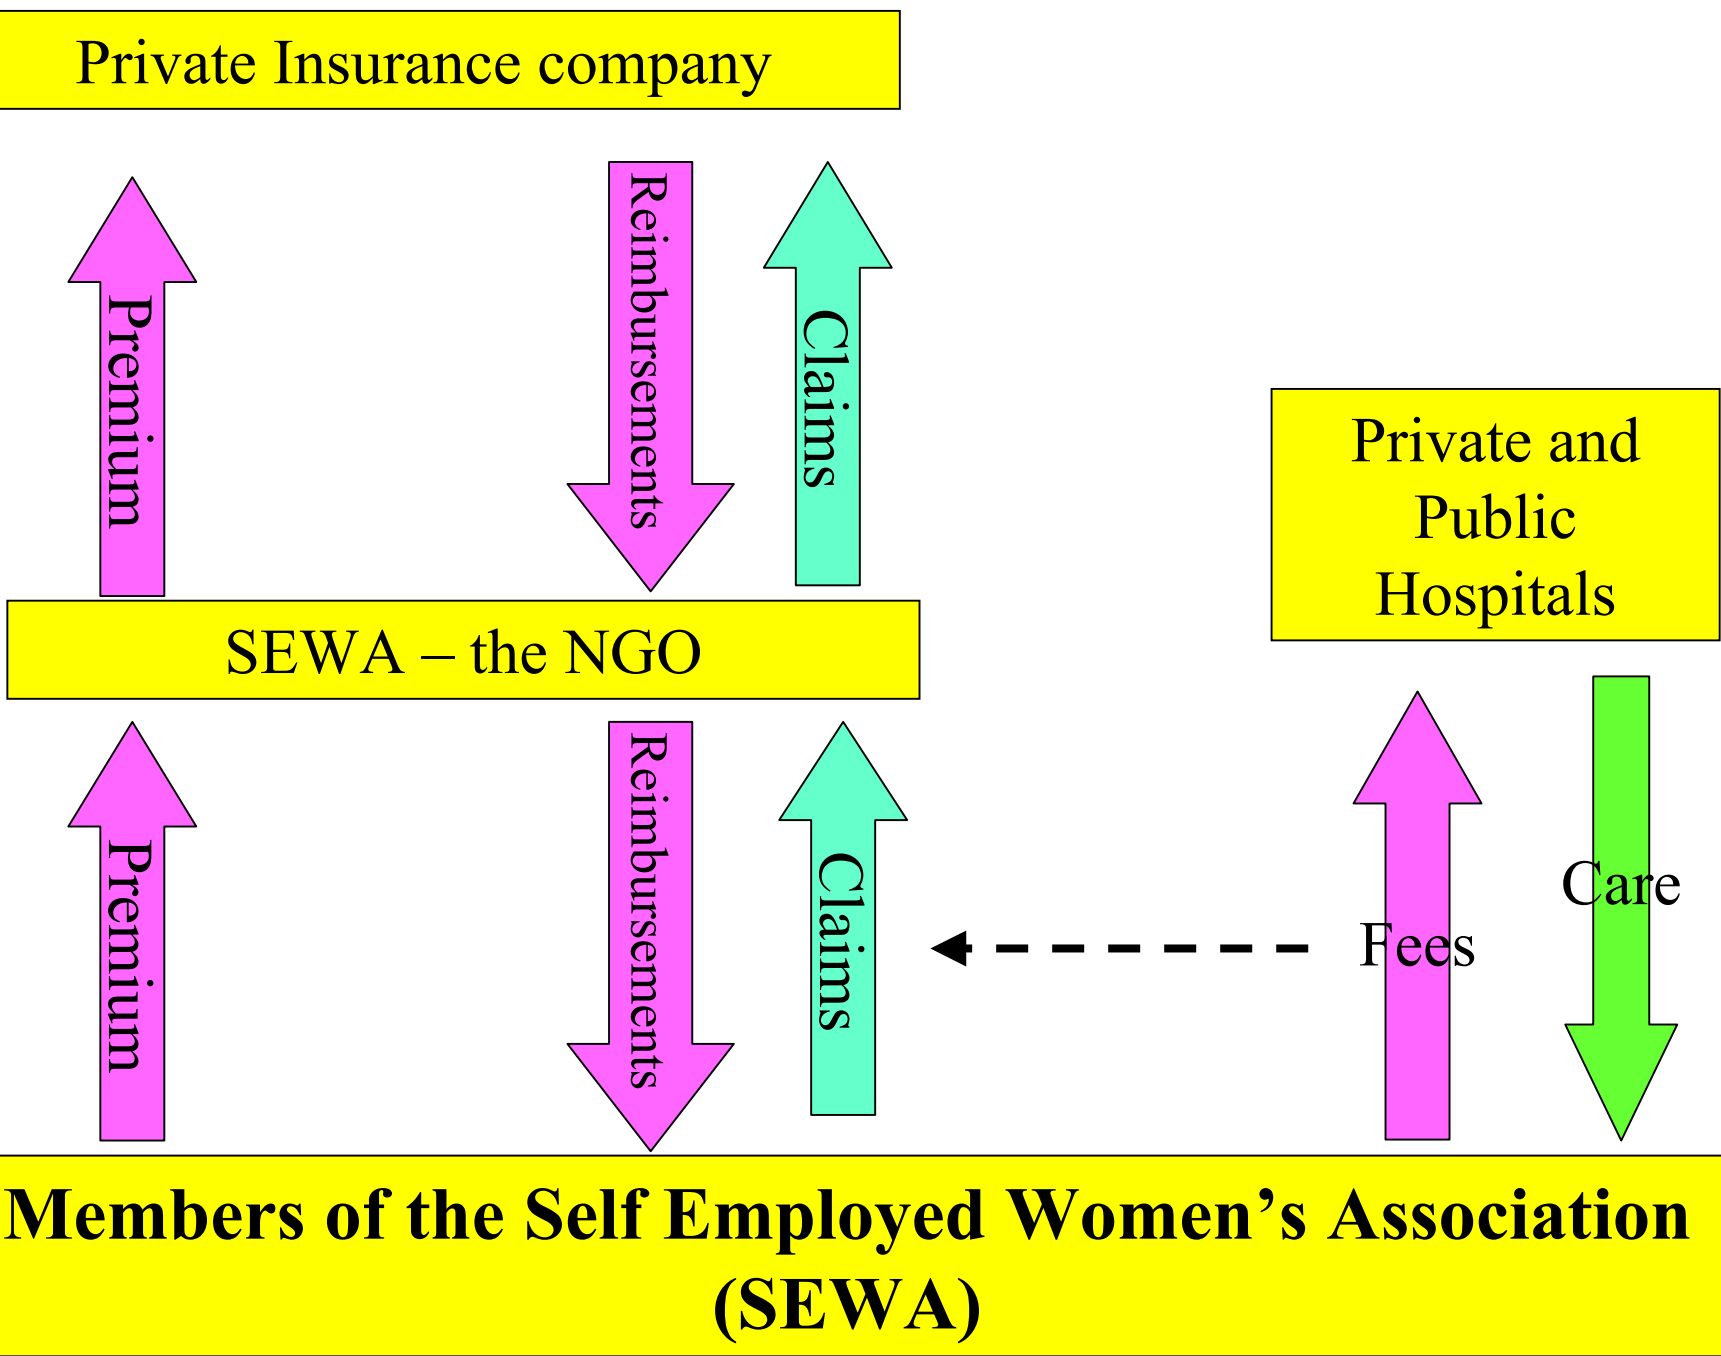 Private Insurance company
Premium
Reimbursements
Claims
Private and
Public
Hospitals
SEWA – the NGO
Premium
Reimbursements
Claims
Fees
Care
Members of the Self Employed Women’s Association
(SEWA)